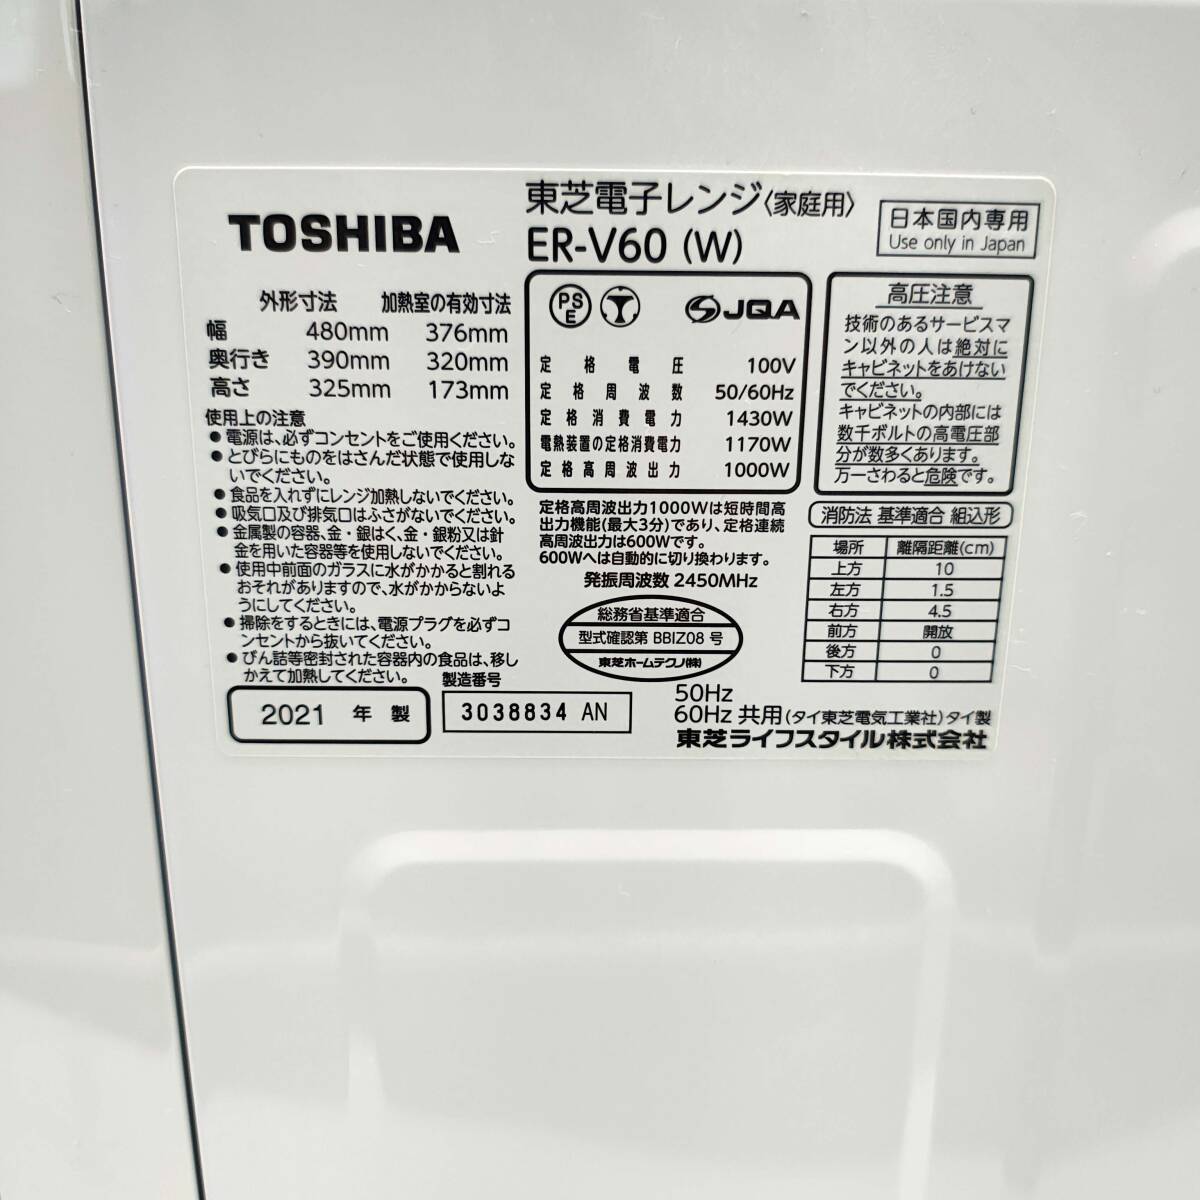 TOSHIBA
東芝電子レンジ〈家庭用〉
ER-V60 (W)
日本国内専用
Use only in Japan
外形寸法 加熱室の有効寸法
幅 480mm 376mm
奥行き 390mm 320mm
高さ 325mm 173mm
使用上の注意
●電源は、必ずコンセントをご使用ください。
●とびらにものをはさんだ状態で使用しな
いでください。
●食品を入れずにレンジ加熱しないでください。
●吸気口及び排気口はふさがないでください。
●金属製の容器、金・銀はく、金・銀粉又は針
金を用いた容器等を使用しないでください。
●使用中前面のガラスに水がかかると割れる
おそれがありますので、水がかからないよ
うにしてください。
●掃除をするときには、電源プラグを必ずコ
ンセントから抜いてください。
●びん詰等密封された容器内の食品は、移し
かえて加熱してください。
2021 年 製
製造番号
3038834 AN
PS
E
JQA
定格電圧 100V
定格周波数 50/60Hz
定格消費電力 1430W
電熱装置の定格消費電力 1170W
定格高周波出力 1000W
定格高周波出力1000Wは短時間高
出力機能(最大3分)であり、定格連続
高周波出力は600Wです。
600Wへは自動的に切り換わります。
発振周波数 2450MHz
総務省基準適合
型式確認第 BBIZ08 号
東芝ホームテクノ(株)
高圧注意
技術のあるサービスマ
ン以外の人は絶対に
キャビネットをあけない
でください。
キャビネットの内部には
数千ボルトの高電圧部
分が数多くあります。
万一さわると危険です。
消防法 基準適合 組込形
場所 離隔距離(cm)
上方 10
左方 1.5
右方 4.5
前方 開放
後方 0
下方 0
50Hz
60Hz 共用(タイ東芝電気工業社)タイ製
東芝ライフスタイル株式会社